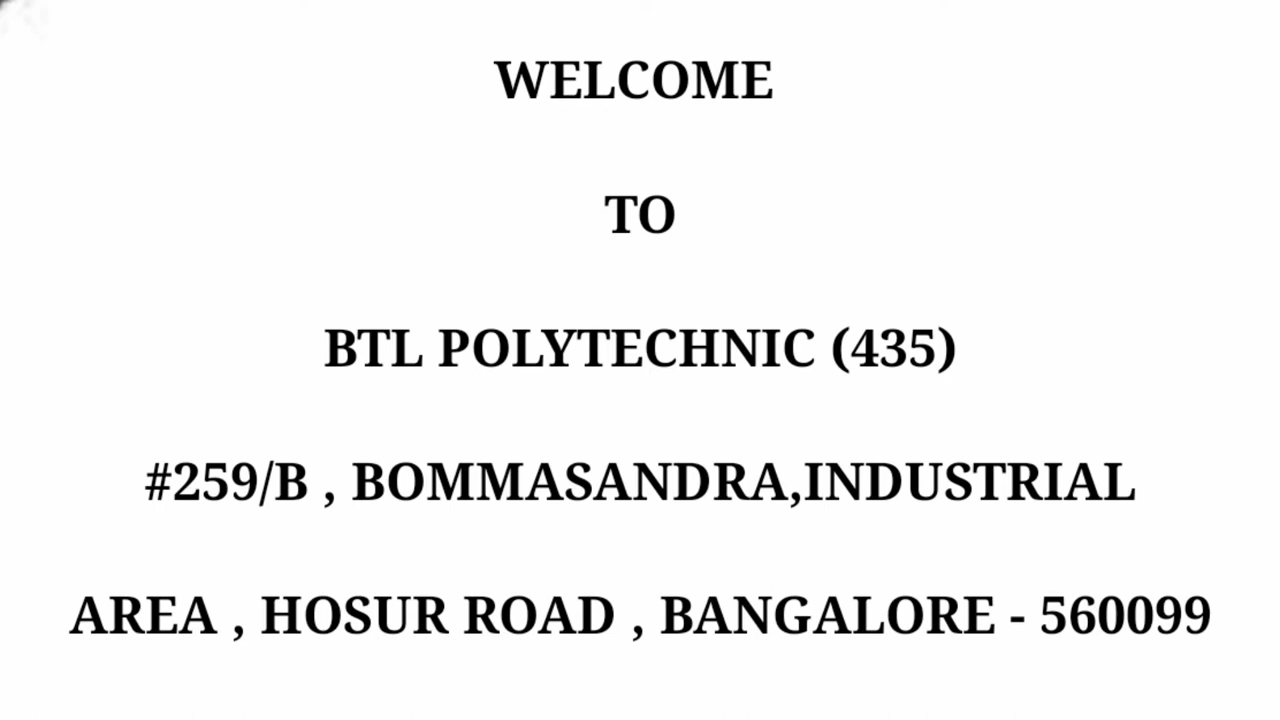 WELCOME
TO
BTL POLYTECHNIC (435)
#259/B , BOMMASANDRA,INDUSTRIAL
AREA , HOSUR ROAD , BANGALORE - 560099